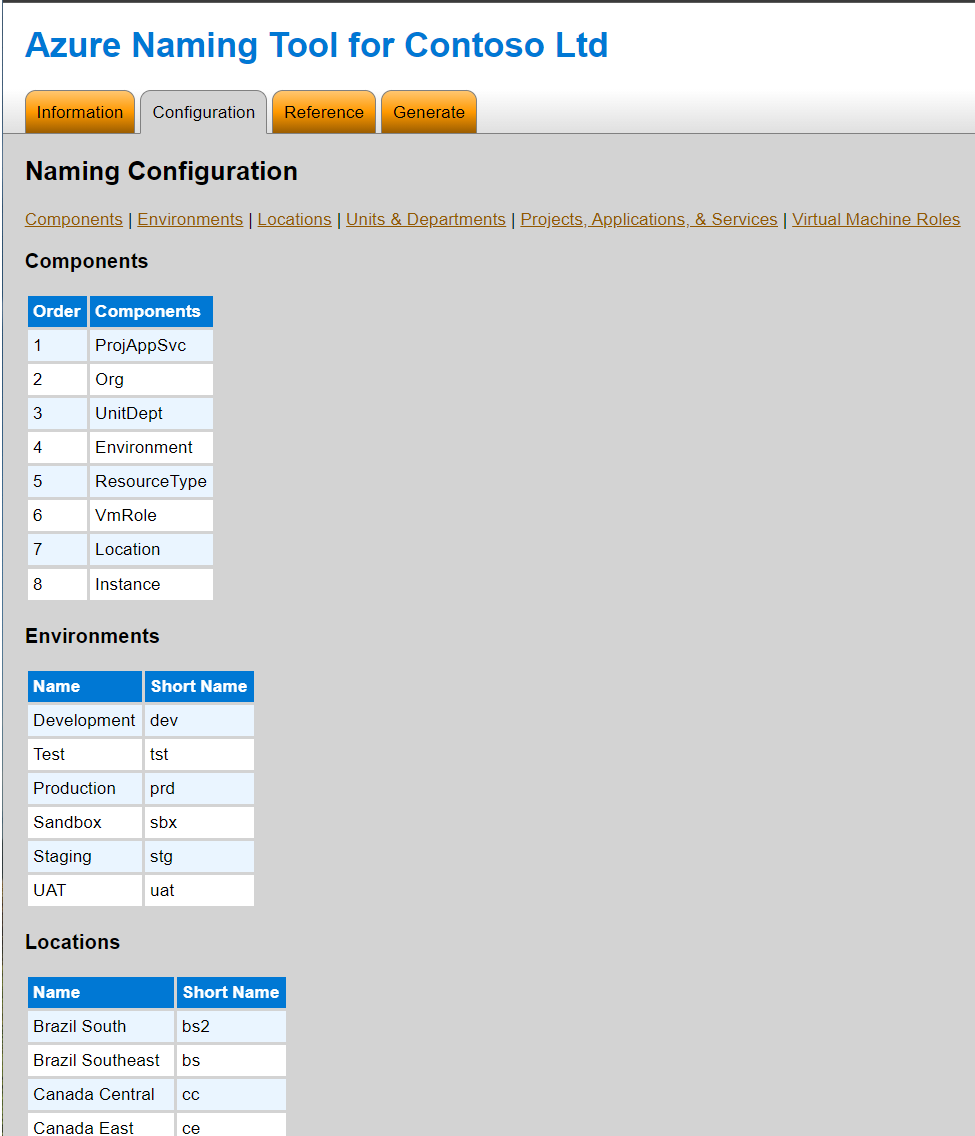 Azure Naming Tool for Contoso Ltd
Information Configuration Reference Generate
Naming Configuration
Components | Environments | Locations | Units & Departments | Projects, Applications, & Services | Virtual Machine Roles
Components
Order Components
1 ProjAppSvc
2 Org
3 UnitDept
4 Environment
5 ResourceType
6 VmRole
7 Location
8 Instance
Environments
Name Short Name
Development dev
Test tst
Production prd
Sandbox sbx
Staging stg
UAT uat
Locations
Name Short Name
Brazil South bs2
Brazil Southeast bs
Canada Central cc
Canada East ce